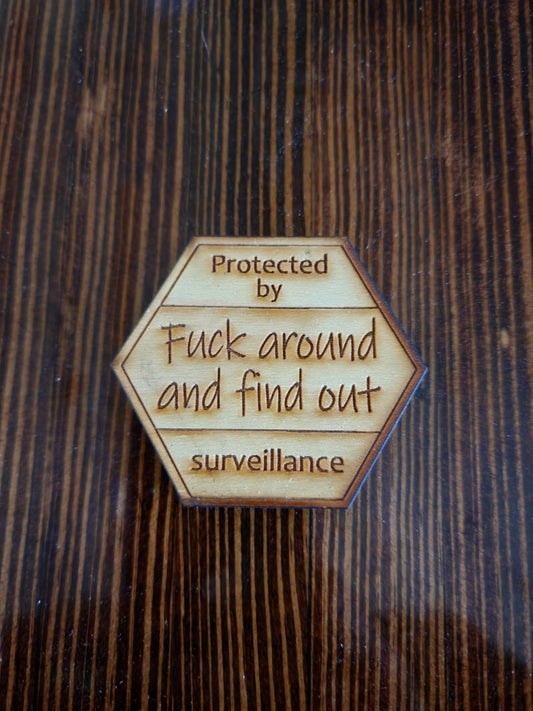 Protected
by
Fuck around
and find out
surveillance